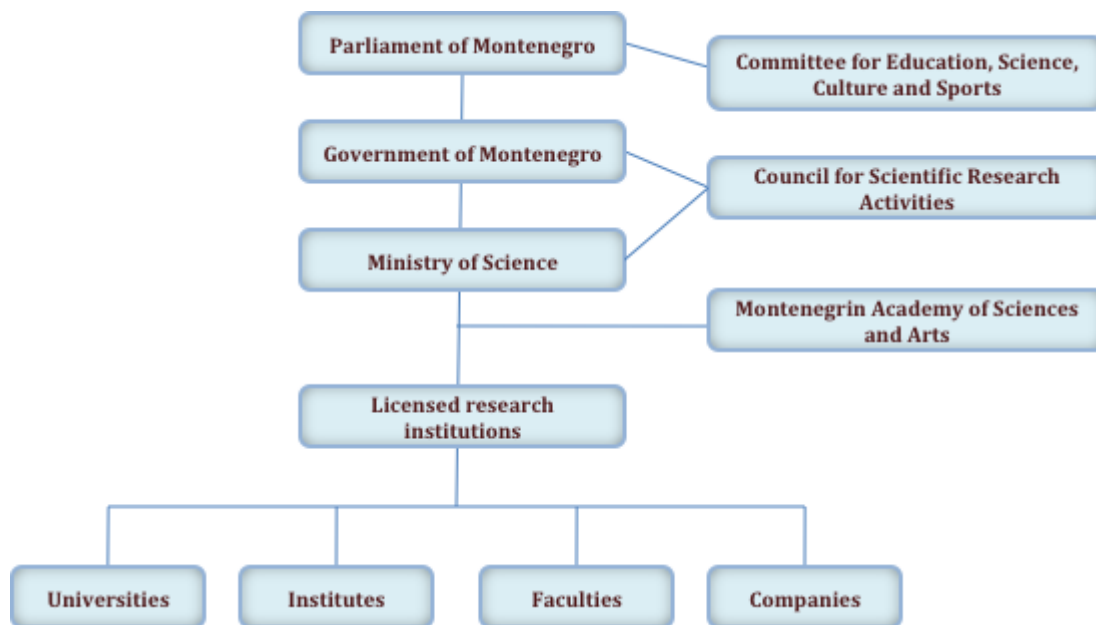 Parliament of Montenegro
Committee for Education, Science,
Culture and Sports
Government of Montenegro
Council for Scientific Research
Activities
Ministry of Science
Montenegrin Academy of Sciences
and Arts
Licensed research
institutions
Universities
Institutes
Faculties
Companies